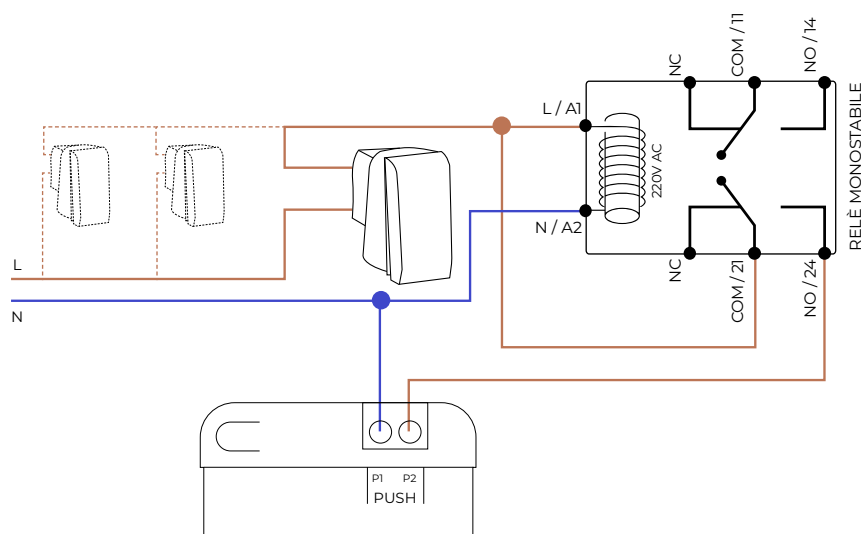 NC
COM / 11
NO / 14
L / A1
220V AC
RELÈ MONOSTABILE
N / A2
L
N
NC
COM / 21
NO / 24
P1 P2
PUSH